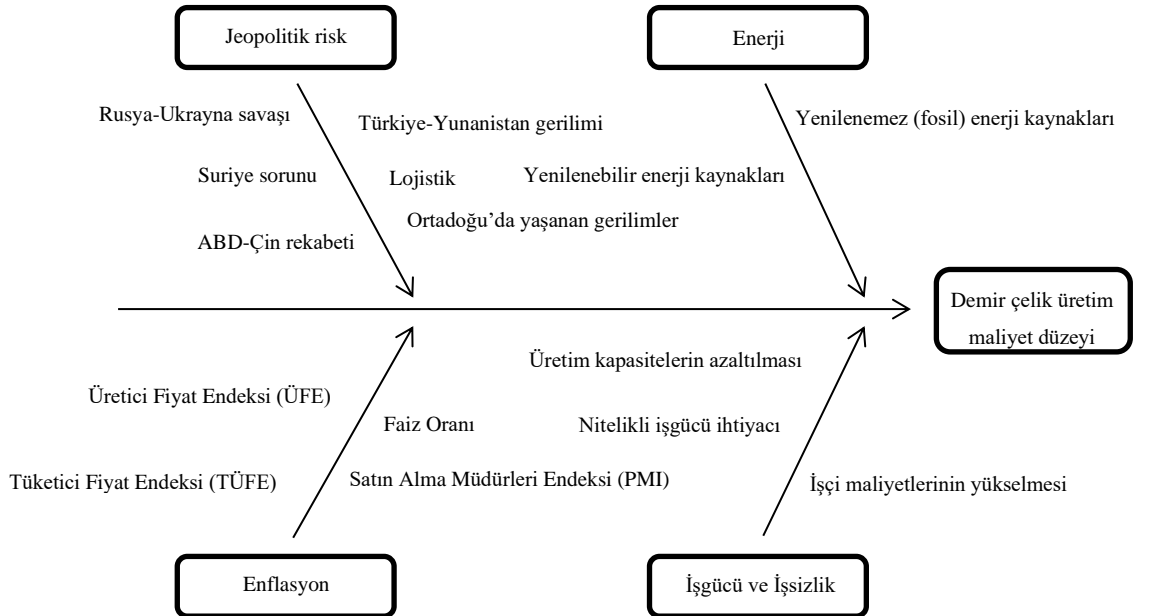 Jeopolitik risk
Enerji
Rusya-Ukrayna savaşı
Türkiye-Yunanistan gerilimi
Yenilenemez (fosil) enerji kaynakları
Suriye sorunu
Lojistik
Yenilenebilir enerji kaynakları
Ortadoğu’da yaşanan gerilimler
ABD-Çin rekabeti
Demir çelik üretim
maliyet düzeyi
Üretim kapasitelerin azaltılması
Üretici Fiyat Endeksi (ÜFE)
Faiz Oranı
Nitelikli işgücü ihtiyacı
Tüketici Fiyat Endeksi (TÜFE)
Satın Alma Müdürleri Endeksi (PMI)
İşçi maliyetlerinin yükselmesi
Enflasyon
İşgücü ve İşsizlik